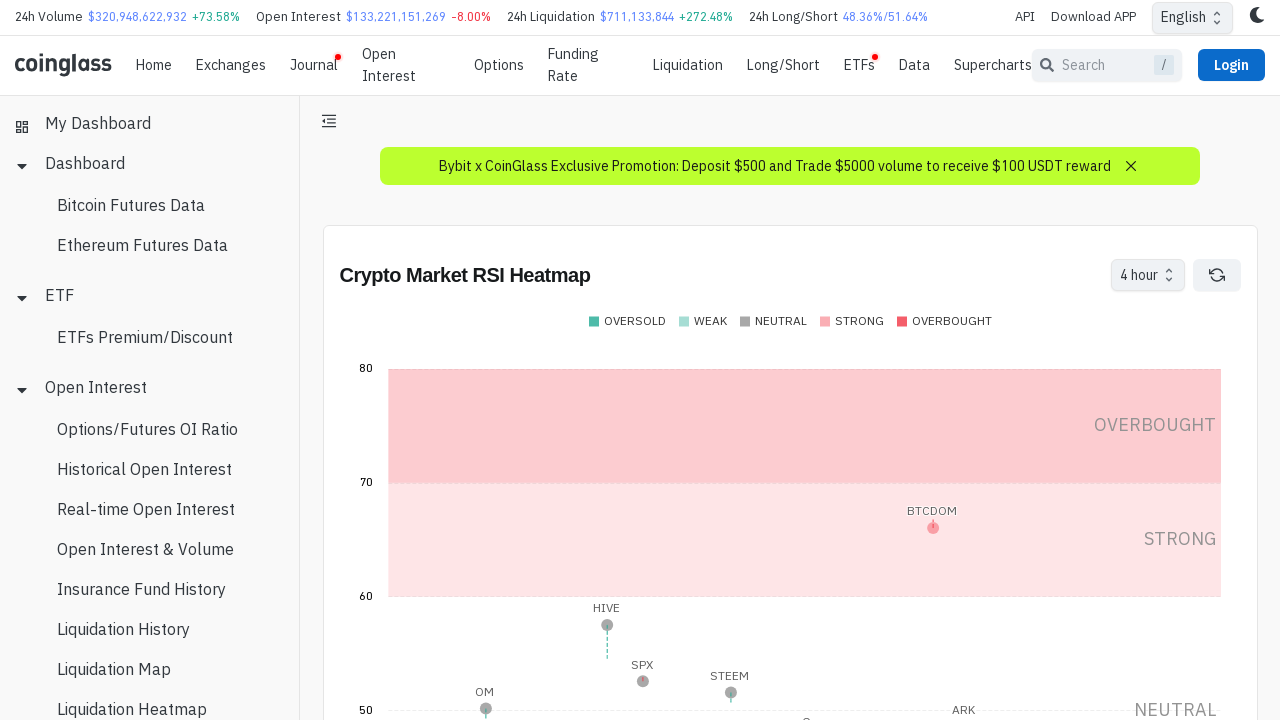 24h Volume $320,948,622,932 +73.58% Open Interest $133,221,151,269 -8.00% 24h Liquidation $711,133,844 +272.48% 24h Long/Short 48.36%/51.64% API Download APP English
coinglass Home Exchanges Journal Open Interest Options Funding Rate Liquidation Long/Short ETFs Data Supercharts Search / Login
My Dashboard
Dashboard
Bitcoin Futures Data
Ethereum Futures Data
ETF
ETFs Premium/Discount
Open Interest
Options/Futures OI Ratio
Historical Open Interest
Real-time Open Interest
Open Interest & Volume
Insurance Fund History
Liquidation History
Liquidation Map
Liquidation Heatmap
Bybit x CoinGlass Exclusive Promotion: Deposit $500 and Trade $5000 volume to receive $100 USDT reward
Crypto Market RSI Heatmap 4 hour
OVERSOLD WEAK NEUTRAL STRONG OVERBOUGHT
80
OVERBOUGHT
70
BTCDOM
STRONG
60
HIVE
SPX
STEEM
OM
50 ARK NEUTRAL